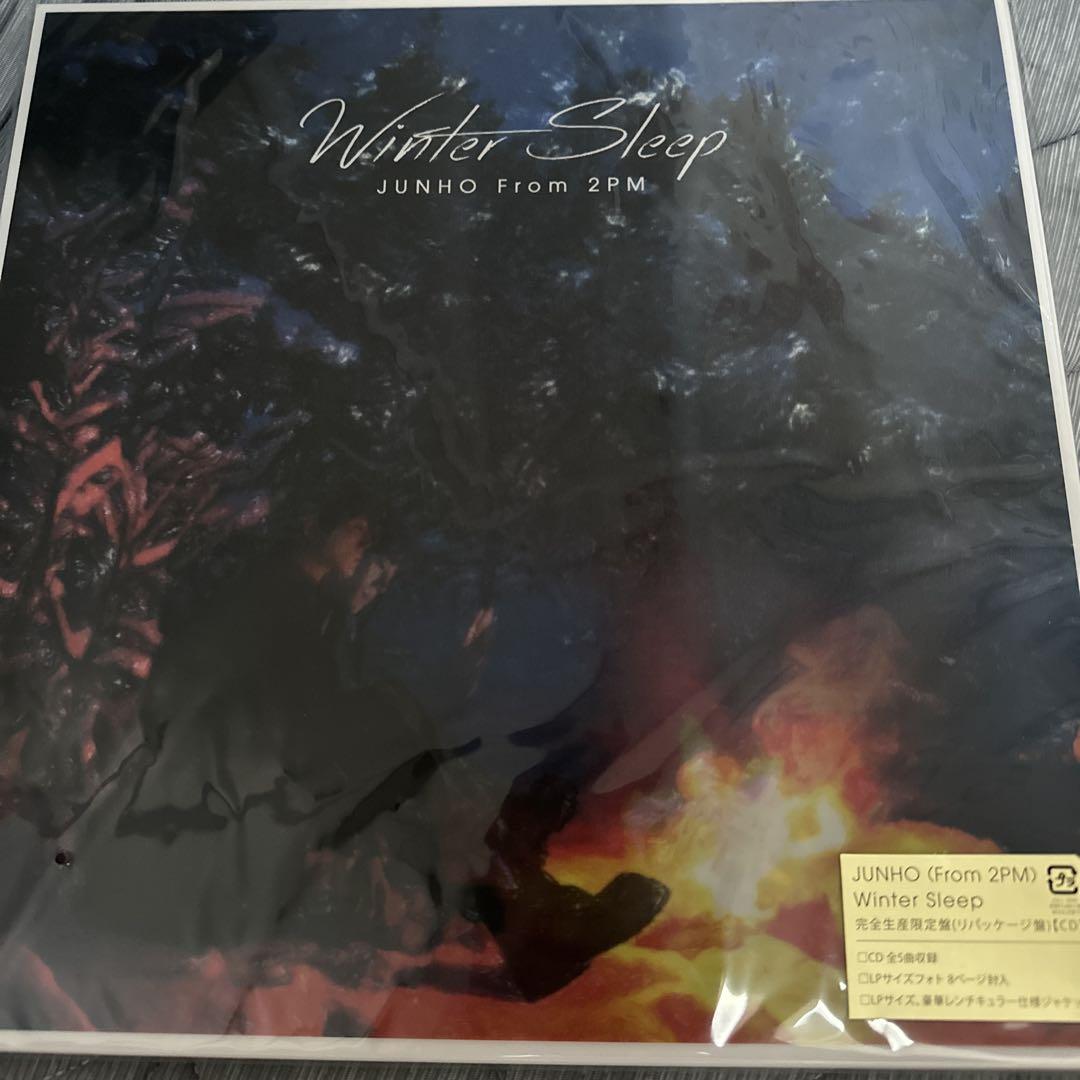 Winter Sleep
JUNHO From 2PM
JUNHO (From 2PM)
Winter Sleep
完全生産限定盤(リパッケージ盤)【CD
□CD 全5曲収録
□LPサイズフォト 8ページ封入
□LPサイズ、豪華レンチキュラー仕様ジャケッ